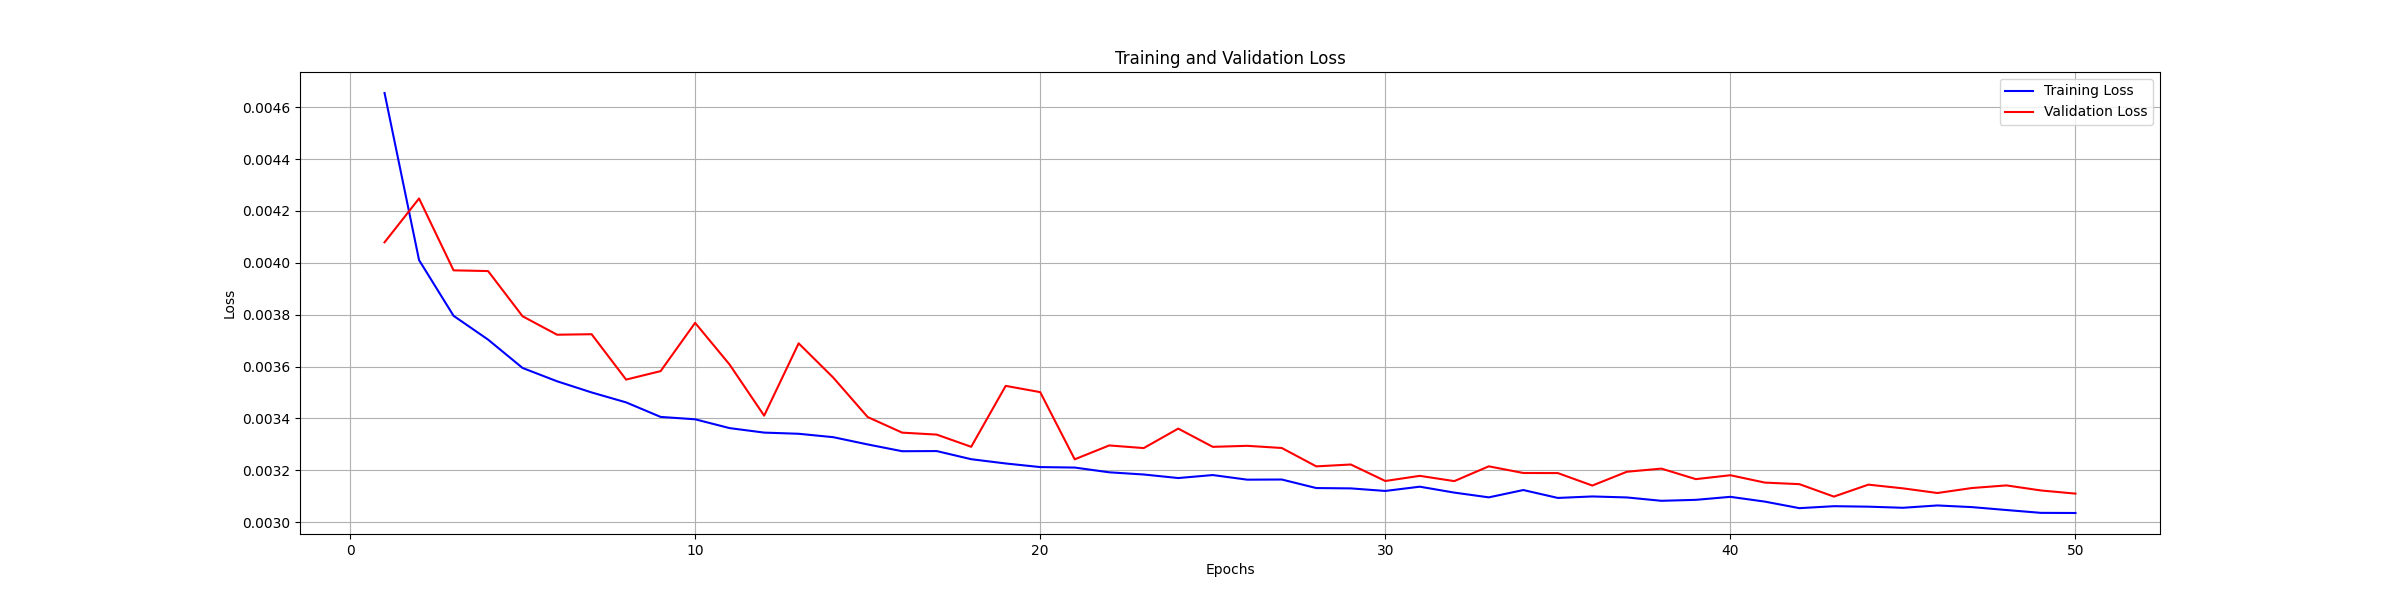 Training and Validation Loss
Training Loss
Validation Loss
0.0046
0.0044
0.0042
0.0040
0.0038
0.0036
0.0034
0.0032
0.0030
Loss
0 10 20 30 40 50
Epochs